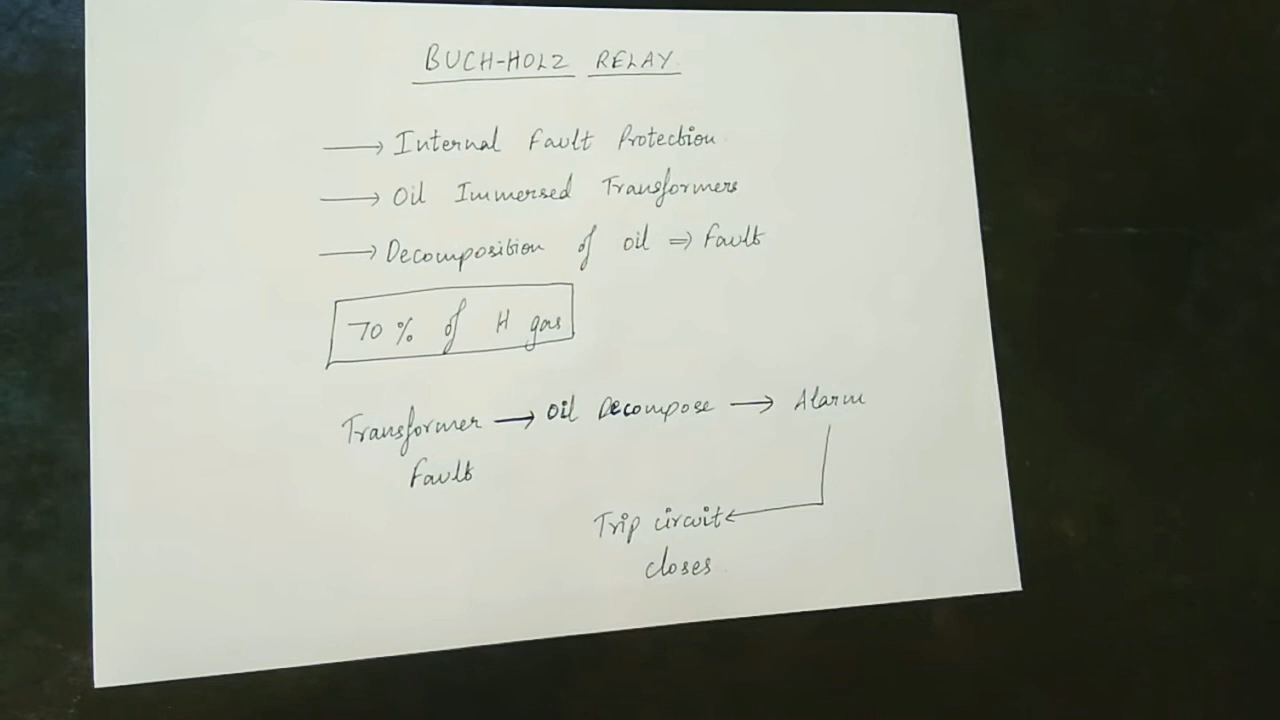 BUCH-HOLZ RELAY
→ Internal Fault Protection
→ Oil Immersed Transformers
→ Decomposition of oil ⇒ Fault
70% of H gas
Transformer → Oil Decompose → Alarm
Fault
Trip circuit ←
closes